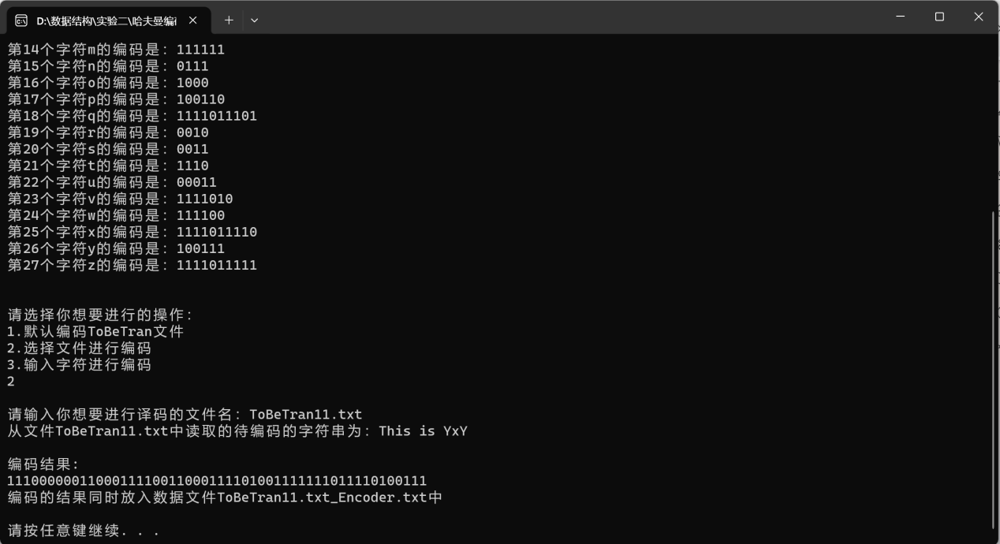 D:\数据结构\实验二\哈夫曼编
第14个字符m的编码是：111111
第15个字符n的编码是：0111
第16个字符o的编码是：1000
第17个字符p的编码是：100110
第18个字符q的编码是：1111011101
第19个字符r的编码是：0010
第20个字符s的编码是：0011
第21个字符t的编码是：1110
第22个字符u的编码是：00011
第23个字符v的编码是：1111010
第24个字符w的编码是：111100
第25个字符x的编码是：1111011110
第26个字符y的编码是：100111
第27个字符z的编码是：1111011111
请选择你想要进行的操作：
1.默认编码ToBeTran文件
2.选择文件进行编码
3.输入字符进行编码
2
请输入你想要进行译码的文件名：ToBeTran11.txt
从文件ToBeTran11.txt中读取的待编码的字符串为：This is YxY
编码结果：
1110000001100011111001100011111010011111111011110100111
编码的结果同时放入数据文件ToBeTran11.txt_Encoder.txt中
请按任意键继续. . .